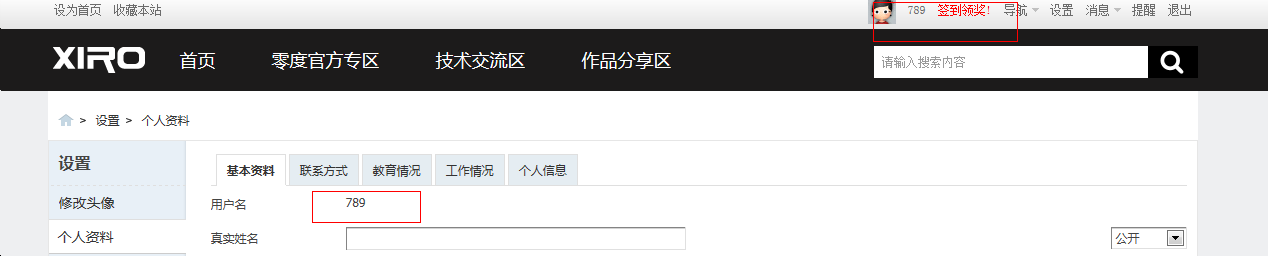 设为首页 收藏本站 789 签到领奖! 导航 设置 消息 提醒 退出
XIRO 首页 零度官方专区 技术交流区 作品分享区 请输入搜索内容
> 设置 > 个人资料
设置
基本资料 联系方式 教育情况 工作情况 个人信息
修改头像
用户名 789
个人资料
真实姓名 公开